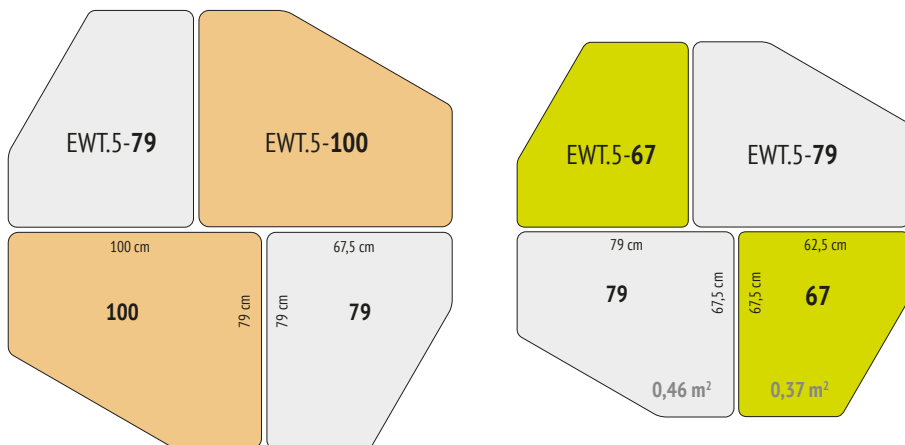 EWT.5-79
EWT.5-100
100 cm
67,5 cm
100
79 cm
79 cm
79
EWT.5-67
EWT.5-79
79 cm
62,5 cm
79
67,5 cm
67,5 cm
67
0,46 m²
0,37 m²